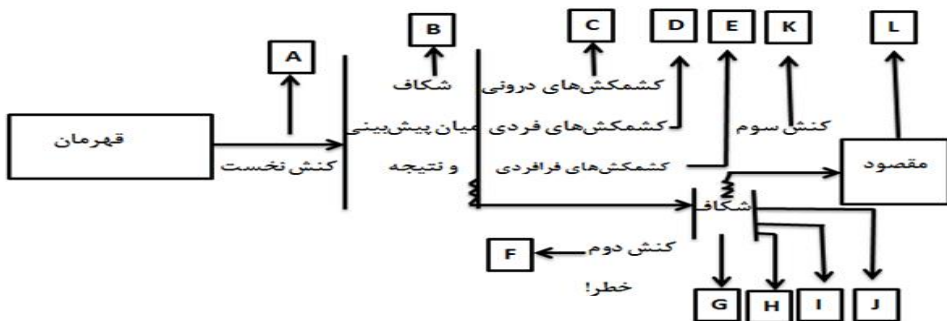 A
B
C
D
E
K
L
قهرمان
کنش نخست
شکاف
میان پیش‌بینی
و نتیجه
کشمکش‌های درونی
کشمکش‌های فردی
کشمکش‌های فرافردی
کنش سوم
مقصود
شکاف
کنش دوم
خطر!
F
G
H
I
J